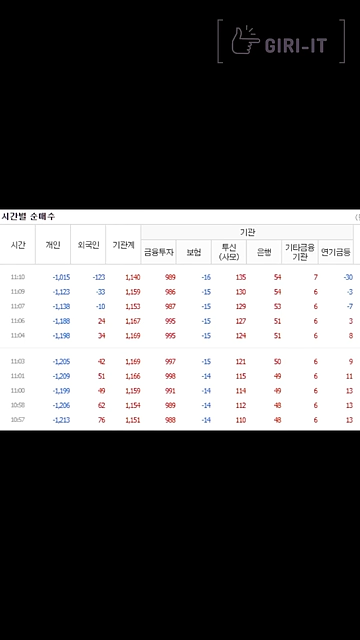 GIRI-IT
시간별 순매수
시간 개인 외국인 기관계 기관
금융투자 보험 투신(사모) 은행 기타금융기관 연기금등
11:10 -1,015 -123 1,140 989 -16 135 54 7 -30
11:09 -1,123 -33 1,159 986 -15 130 54 6 -3
11:07 -1,138 -10 1,153 987 -15 129 53 6 -7
11:06 -1,188 24 1,167 995 -15 127 51 6 3
11:04 -1,198 34 1,169 995 -15 124 51 6 8
11:03 -1,205 42 1,169 997 -15 121 50 6 9
11:01 -1,209 51 1,166 998 -14 115 49 6 11
11:00 -1,199 49 1,159 991 -14 114 49 6 13
10:58 -1,206 62 1,154 989 -14 112 48 6 13
10:57 -1,213 76 1,151 988 -14 110 48 6 13